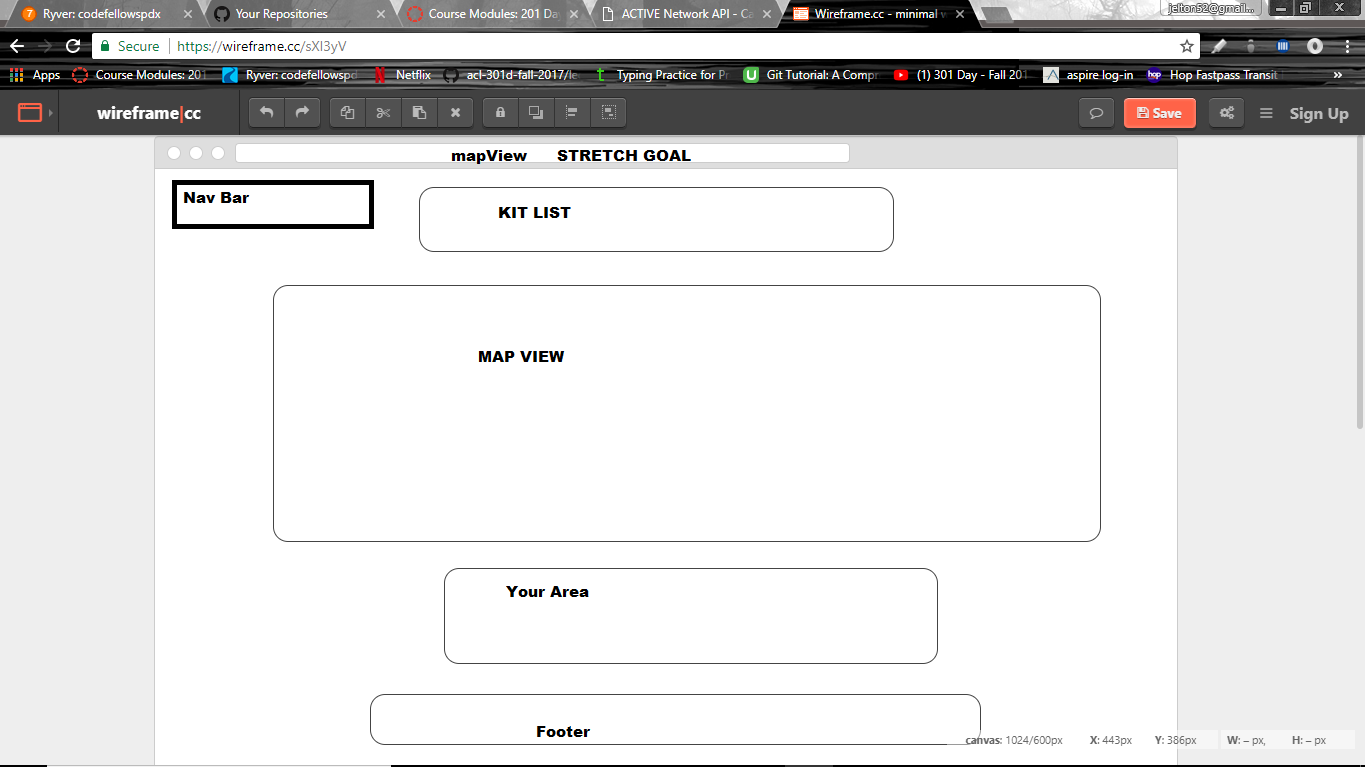 Ryver: codefellowspdx
Your Repositories
Course Modules: 201 Da
ACTIVE Network API - Ca
Wireframe.cc - minimal w
jelton52@gmail...
Secure
https://wireframe.cc/sXI3yV
Apps
Course Modules: 201
Ryver: codefellowspd
Netflix
acl-301d-fall-2017/le
Typing Practice for Pr
Git Tutorial: A Comp
(1) 301 Day - Fall 201
aspire log-in
hop
Hop Fastpass Transit
»
wireframe|cc
Save
Sign Up
mapView STRETCH GOAL
Nav Bar
KIT LIST
MAP VIEW
Your Area
Footer
canvas: 1024/600px X: 443px Y: 386px W: – px, H: – px